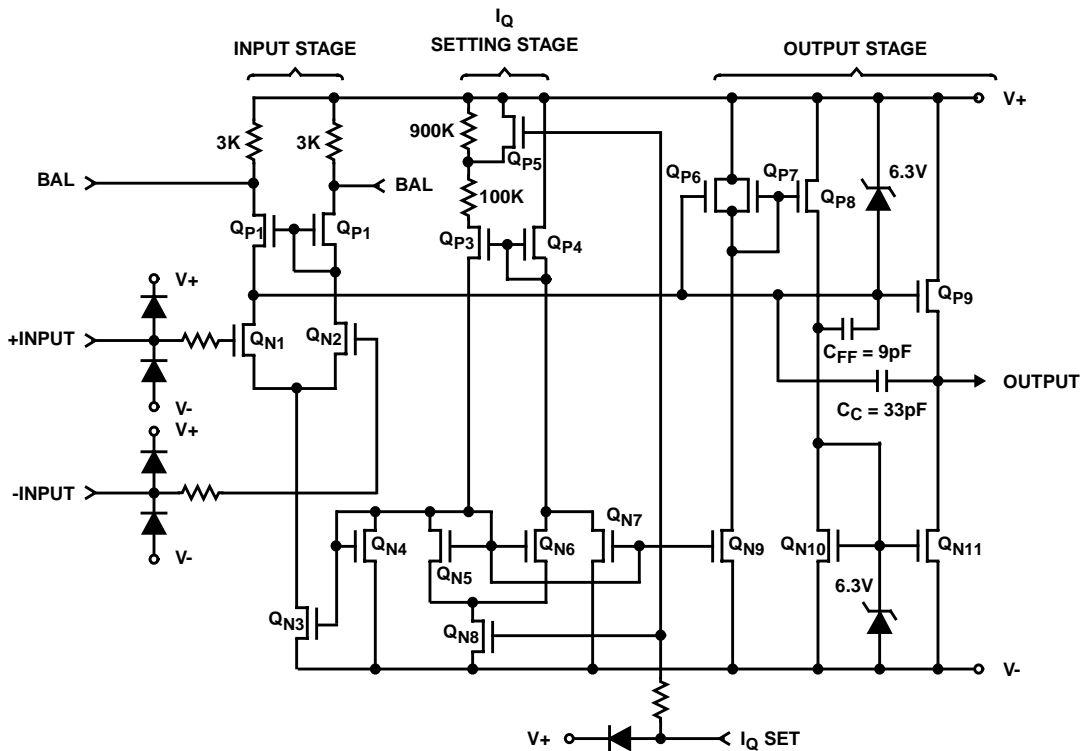 IQ
INPUT STAGE
SETTING STAGE
OUTPUT STAGE
V+
3K
3K
900K
QP5
QP6
QP7
6.3V
BAL
BAL
QP8
100K
QP1
QP1
QP3
QP4
V+
QP9
+INPUT
QN1
QN2
CFF = 9pF
OUTPUT
V-
CC = 33pF
V+
-INPUT
QN7
QN4
QN6
QN9
QN10
QN11
QN5
V-
6.3V
QN3
QN8
V-
V+
IQ SET